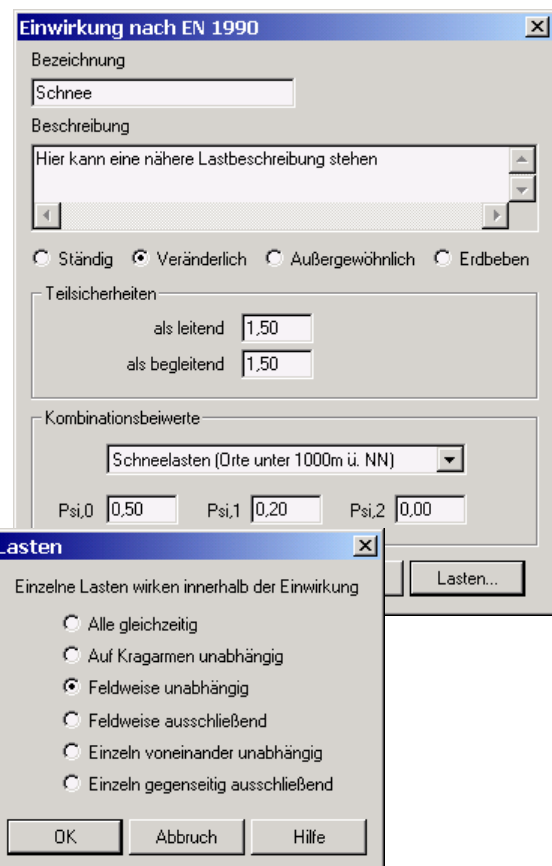 Einwirkung nach EN 1990
Bezeichnung
Schnee
Beschreibung
Hier kann eine nähere Lastbeschreibung stehen
Ständig Veränderlich Außergewöhnlich Erdbeben
Teilsicherheiten
als leitend 1,50
als begleitend 1,50
Kombinationsbeiwerte
Schneelasten (Orte unter 1000m ü. NN)
Psi,0 0,50 Psi,1 0,20 Psi,2 0,00
Lasten...
Lasten
Einzelne Lasten wirken innerhalb der Einwirkung
Alle gleichzeitig
Auf Kragarmen unabhängig
Feldweise unabhängig
Feldweise ausschließend
Einzeln voneinander unabhängig
Einzeln gegenseitig ausschließend
OK Abbruch Hilfe